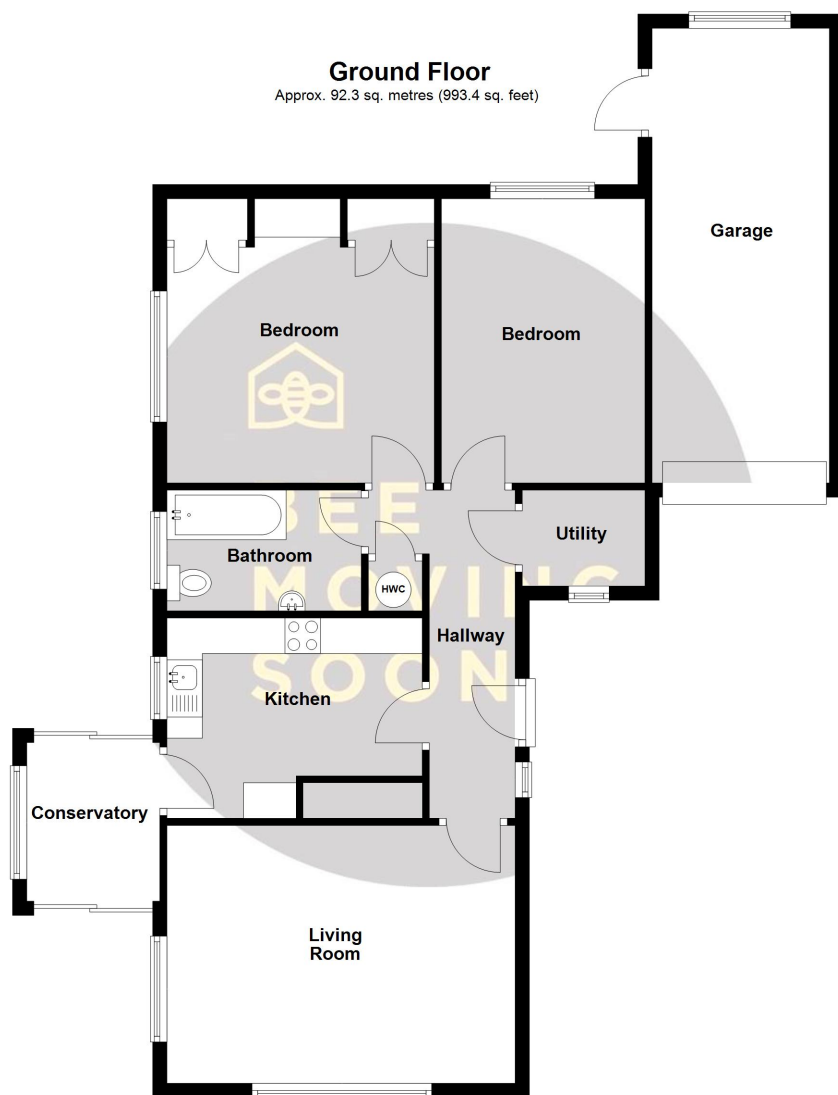 Ground Floor
Approx. 92.3 sq. metres (993.4 sq. feet)
Garage
Bedroom
Bedroom
BEE
MOVING
SOON
Utility
Bathroom
HWC
Hallway
Kitchen
Conservatory
Living
Room